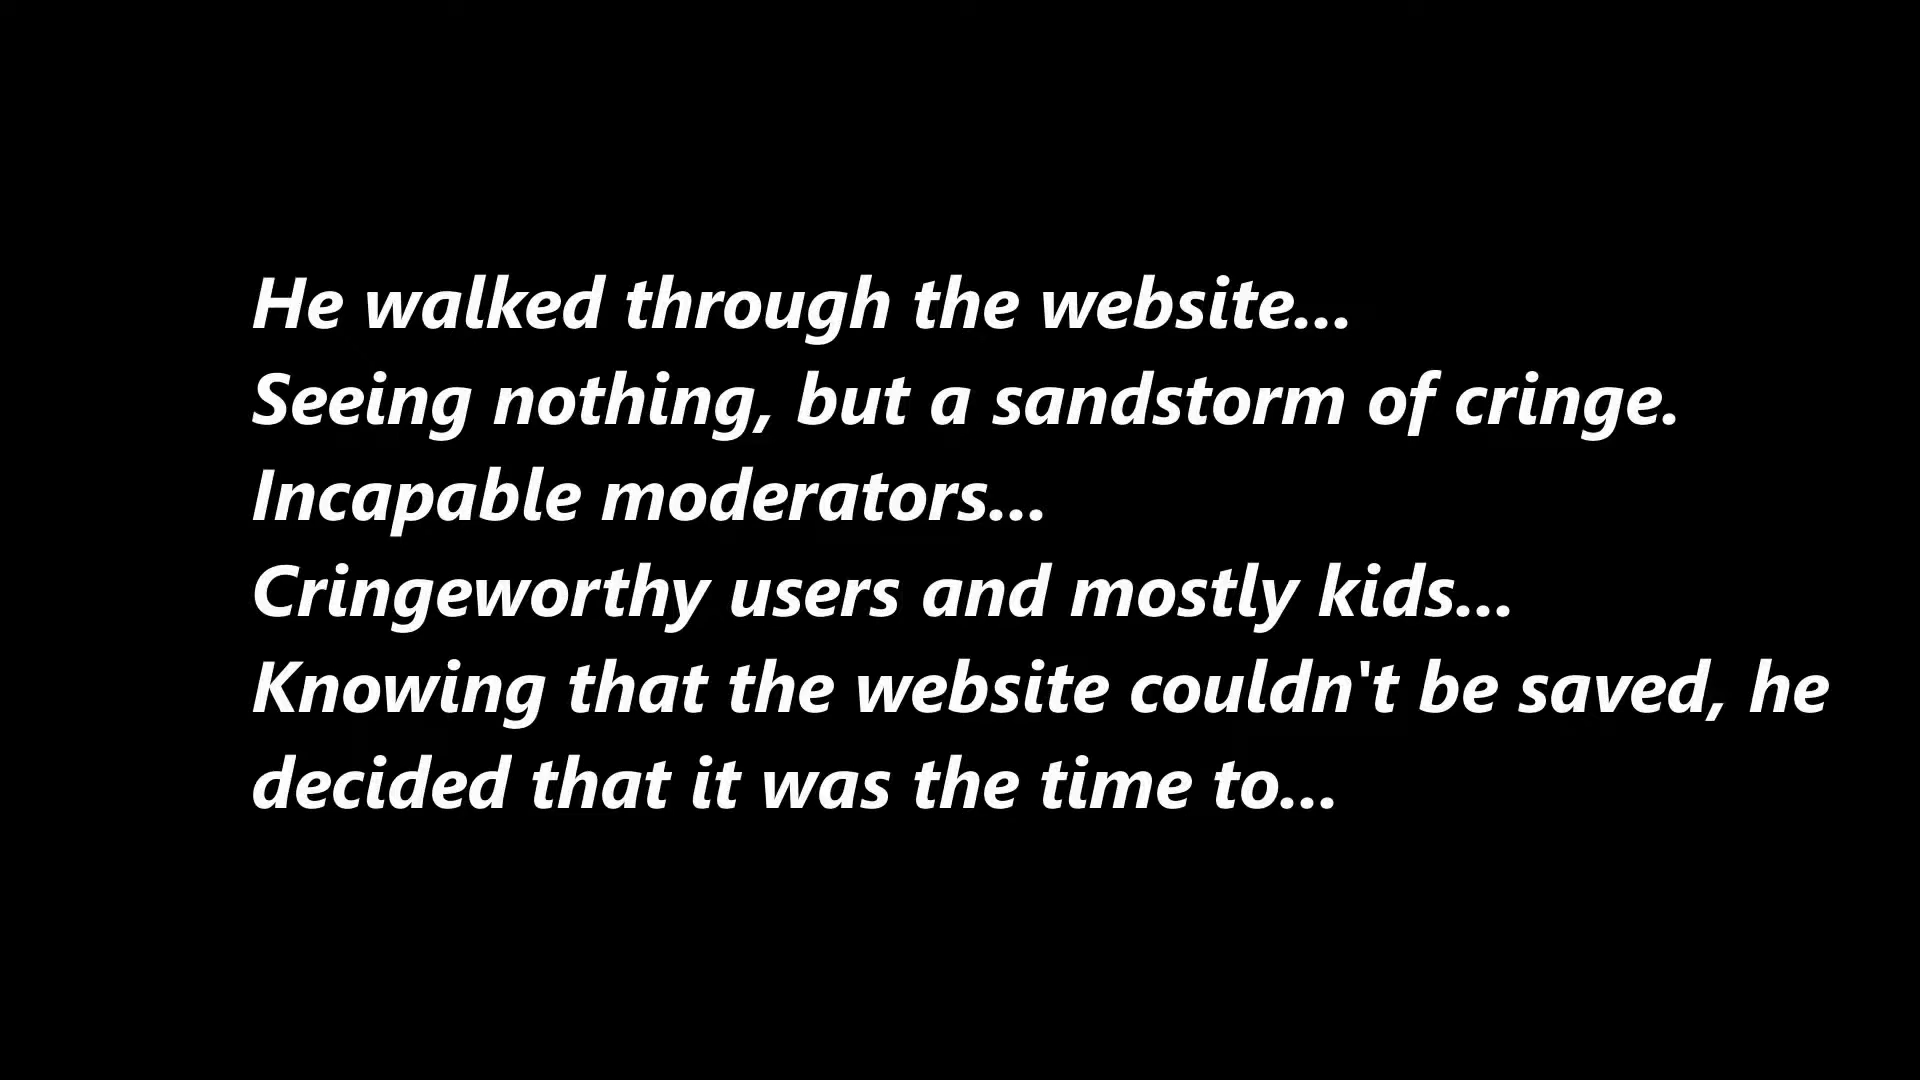 He walked through the website...
Seeing nothing, but a sandstorm of cringe.
Incapable moderators...
Cringeworthy users and mostly kids...
Knowing that the website couldn't be saved, he
decided that it was the time to...